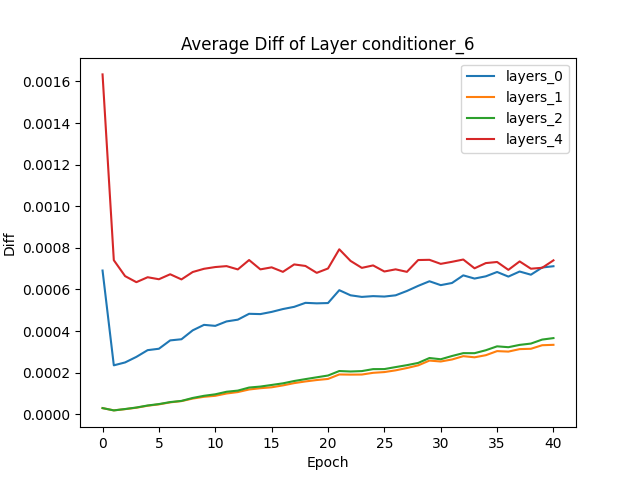 Average Diff of Layer conditioner_6
layers_0
layers_1
layers_2
layers_4
Diff
0.0016
0.0014
0.0012
0.0010
0.0008
0.0006
0.0004
0.0002
0.0000
0 5 10 15 20 25 30 35 40
Epoch